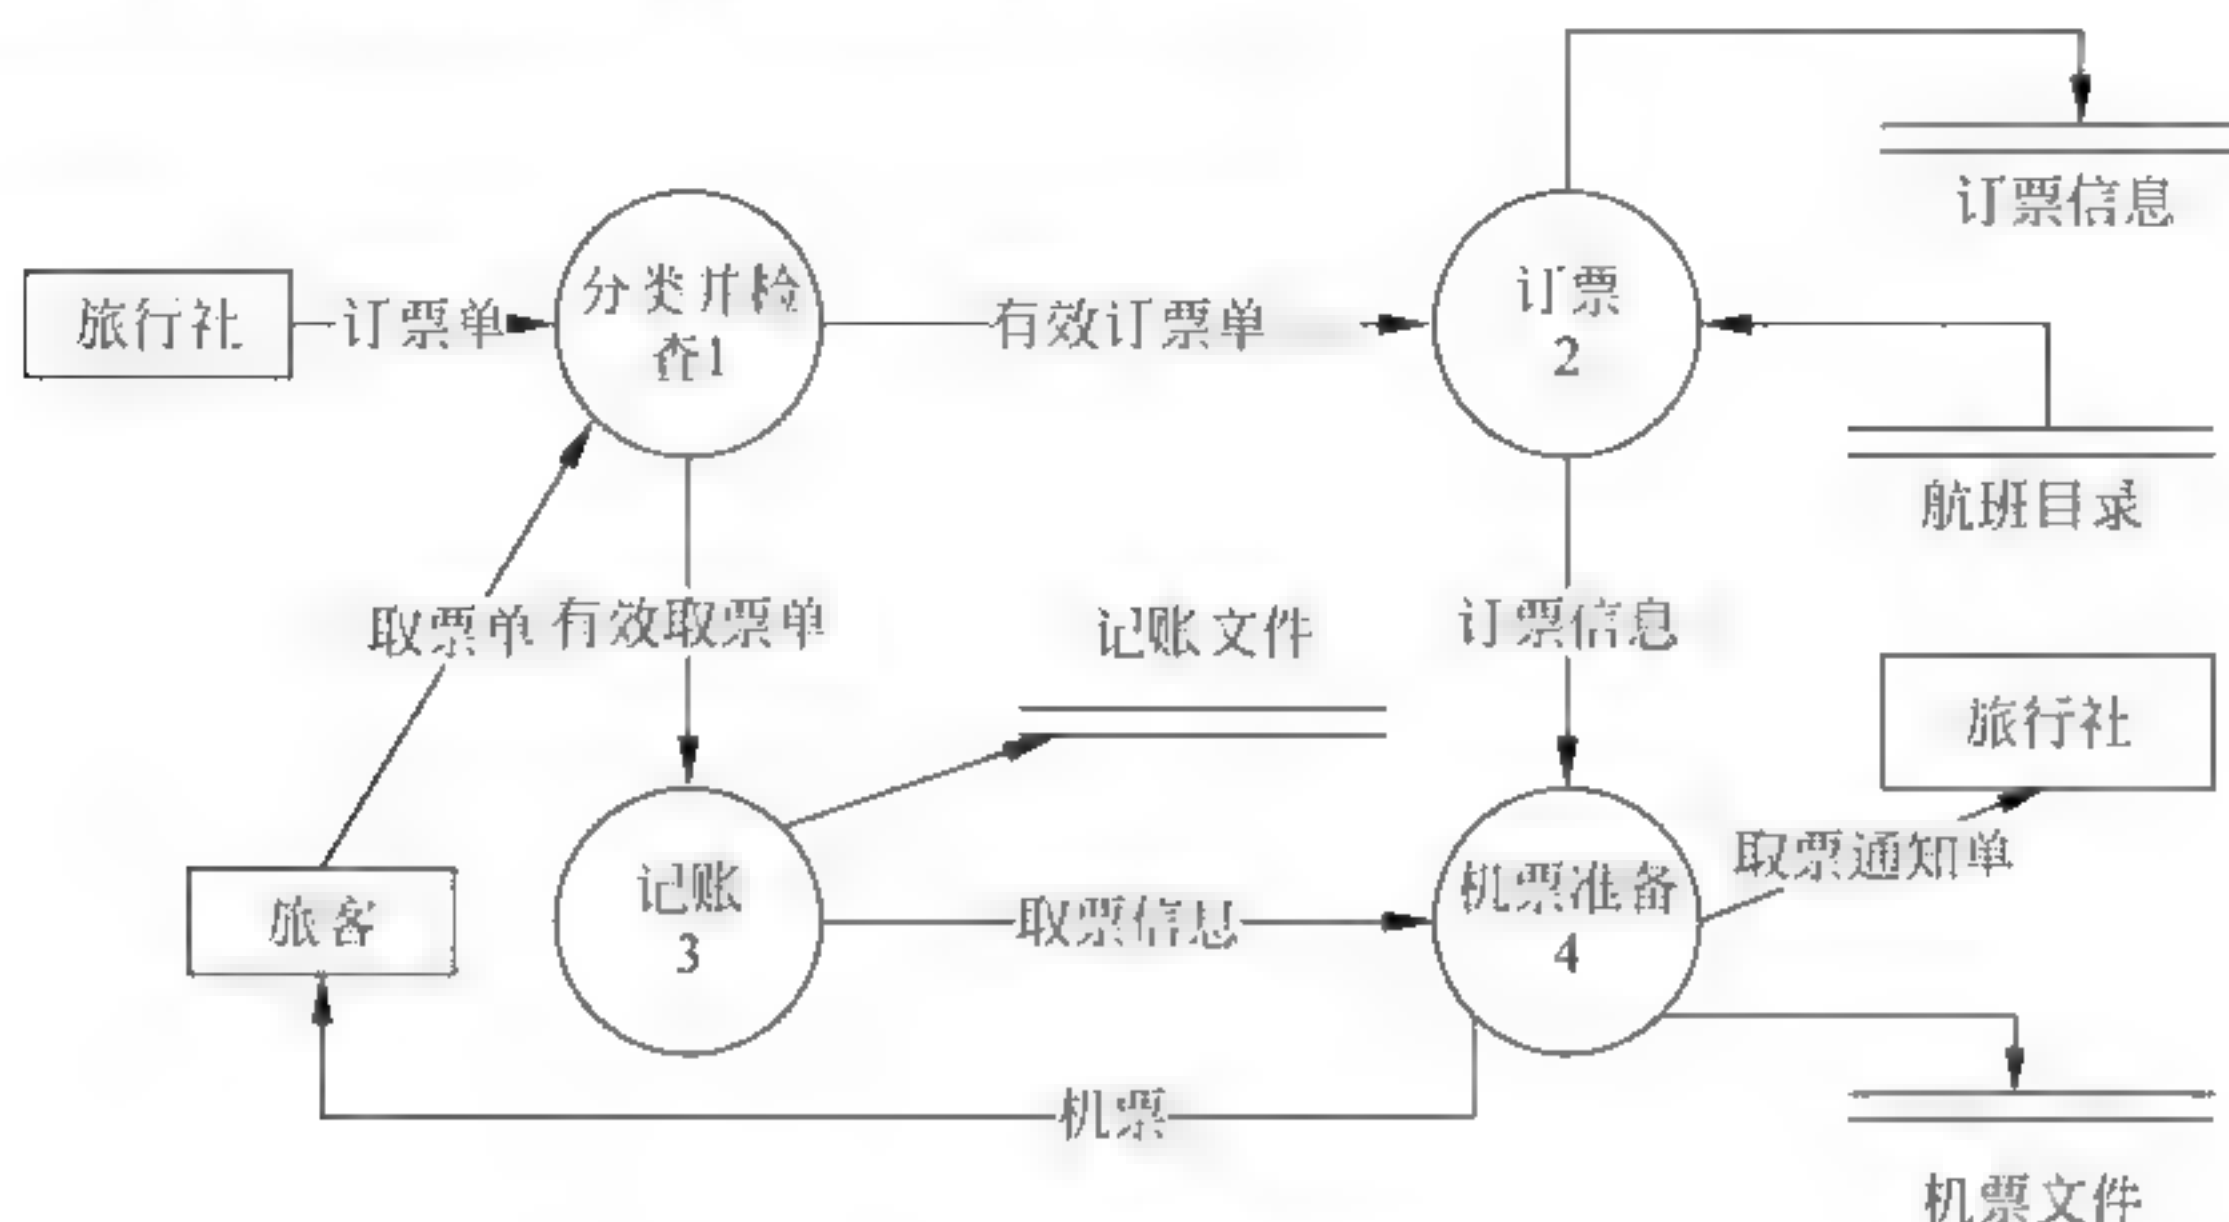 订票信息
旅行社
订票单
分类并检
查1
有效订票单
订票
2
航班目录
取票单
有效取票单
记账文件
订票信息
旅行社
取票通知单
旅客
记账
3
取票信息
机票准备
4
机票
机票文件